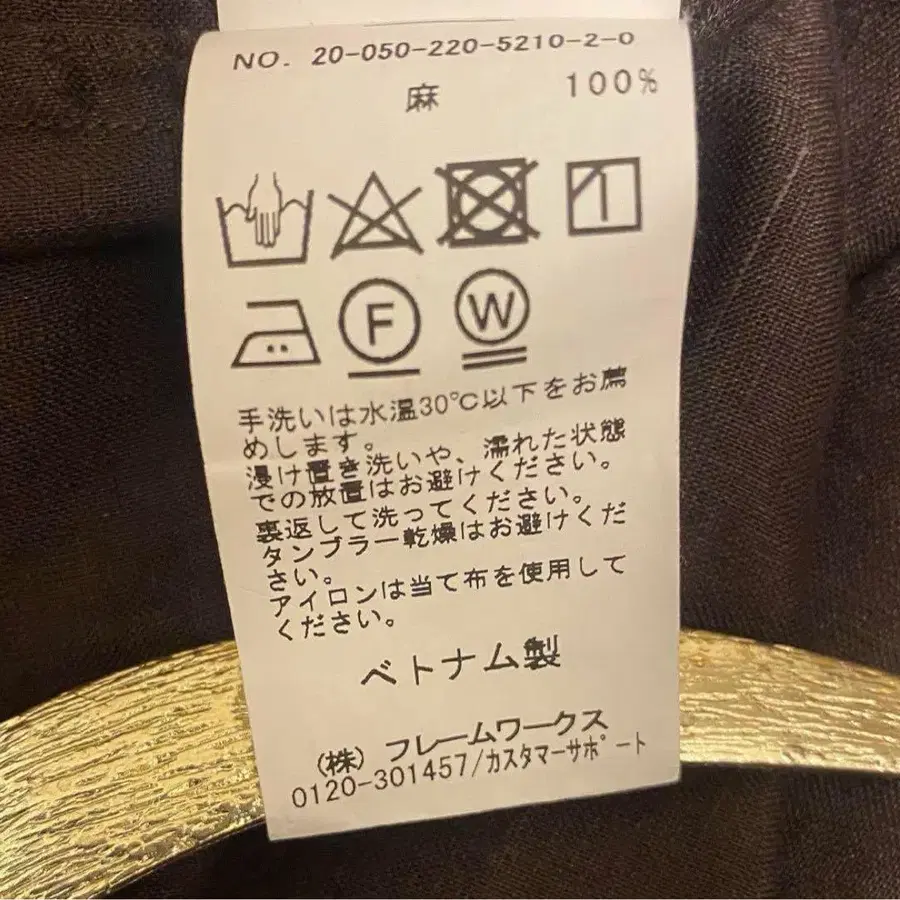 NO. 20-050-220-5210-2-0
麻 100%
F W
手洗いは水温30℃以下をお薦
めします。
浸け置き洗いや、濡れた状態
での放置はお避けください。
裏返して洗ってください。
タンブラー乾燥はお避けくだ
さい。
アイロンは当て布を使用して
ください。
ベトナム製
(株) フレームワークス
0120-301457/カスタマーサポート